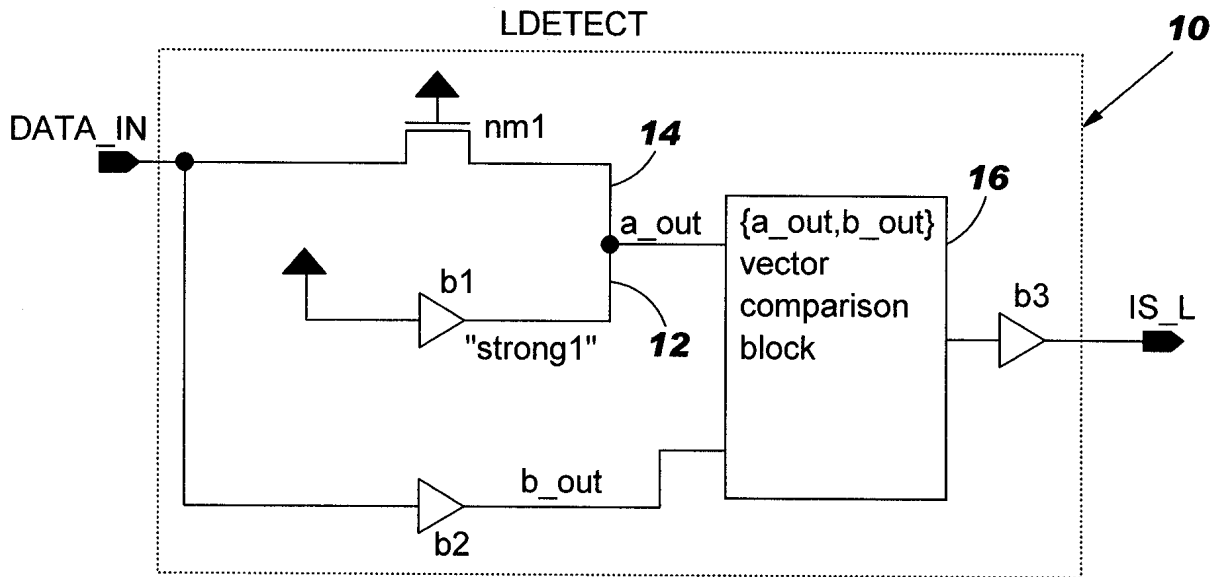 LDETECT
10
DATA_IN
nm1
14
16
a_out
{a_out,b_out}
vector
comparison
block
b1
"strong1"
12
b3
IS_L
b_out
b2